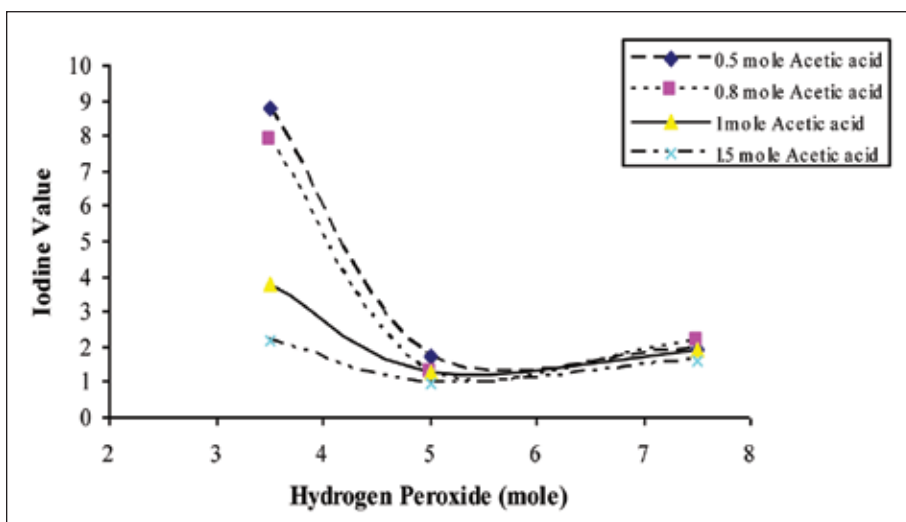 10
9
8
7
6
5
4
3
2
1
0
Iodine Value
2 3 4 5 6 7 8
Hydrogen Peroxide (mole)
0.5 mole Acetic acid
0.8 mole Acetic acid
1mole Acetic acid
1.5 mole Acetic acid